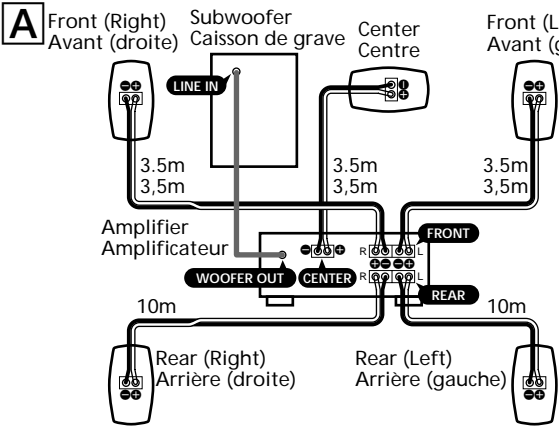 A
Front (Right)
Avant (droite)
Subwoofer
Caisson de grave
Center
Centre
Front (L
Avant (g
LINE IN
3.5m
3,5m
3.5m
3,5m
3.5m
3,5m
Amplifier
Amplificateur
FRONT
R L
WOOFER OUT
CENTER
R L
REAR
10m
10m
Rear (Right)
Arrière (droite)
Rear (Left)
Arrière (gauche)